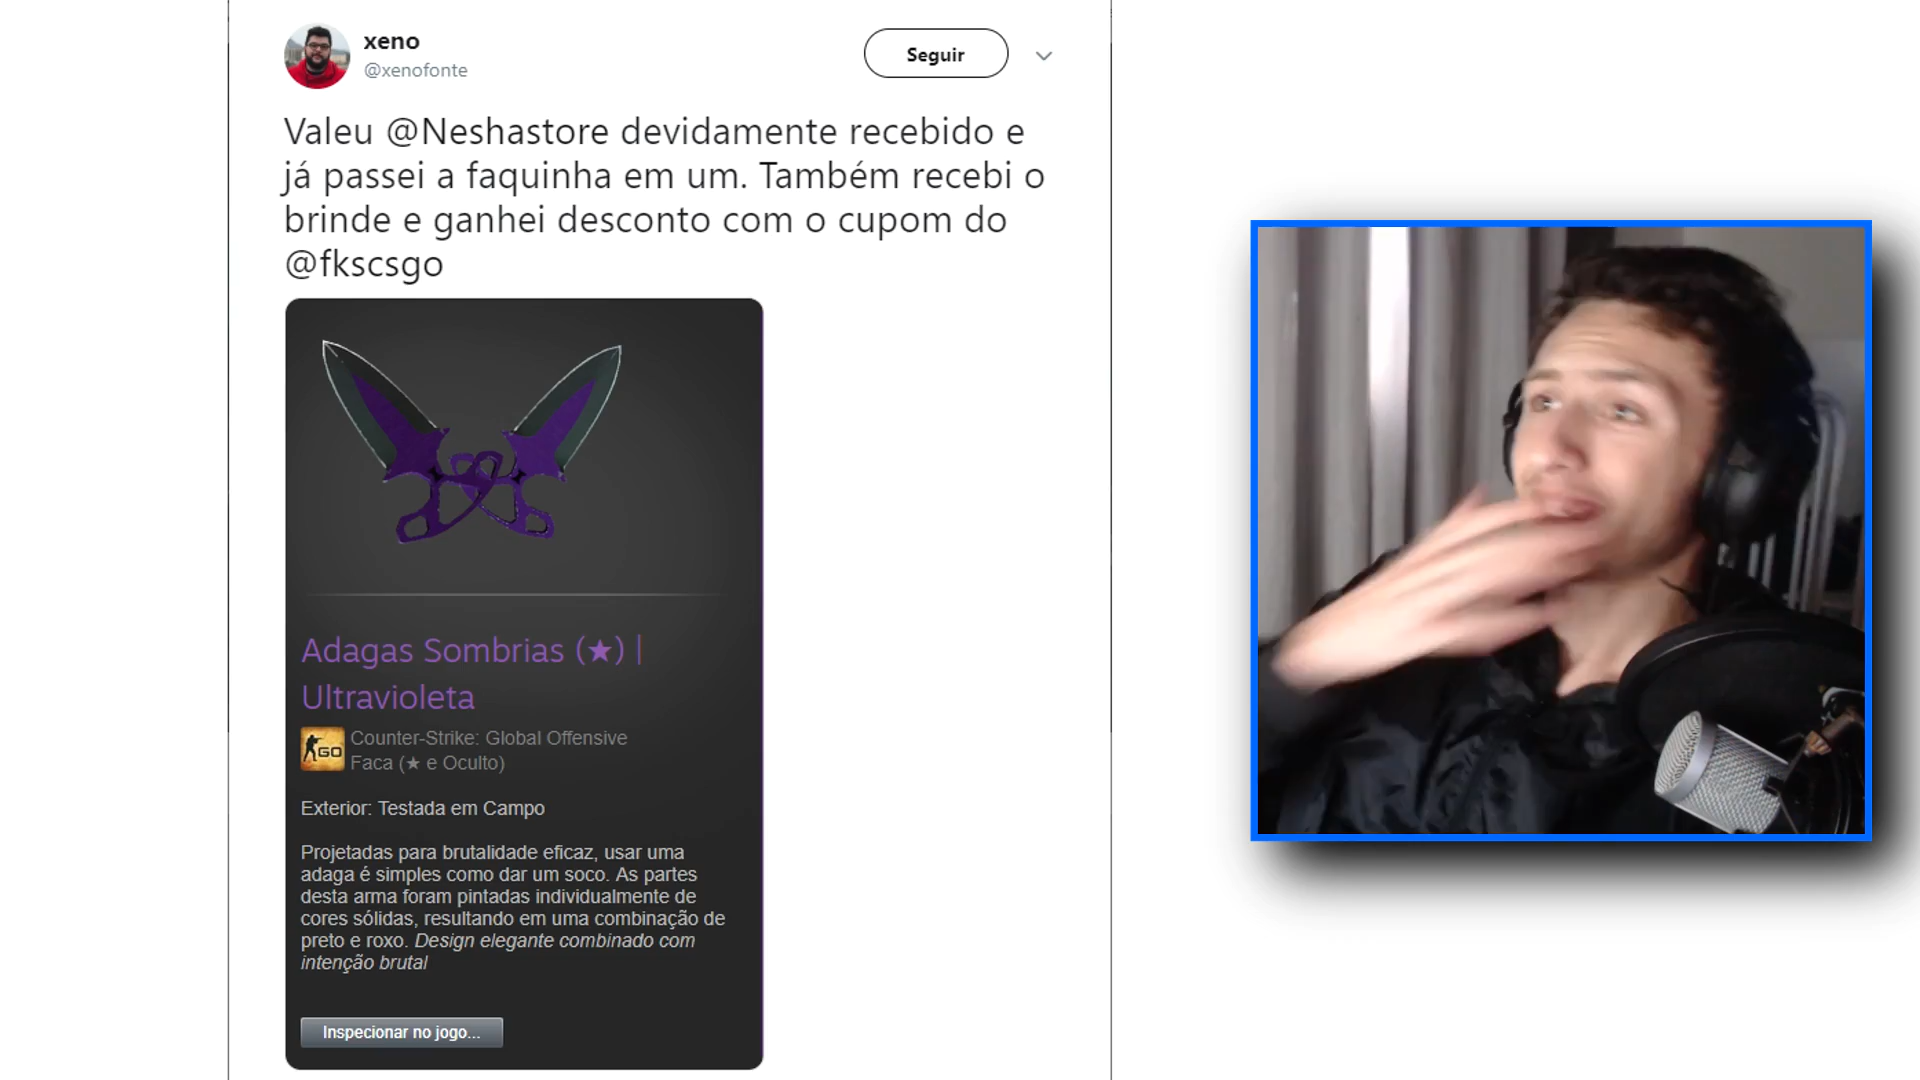 xeno
@xenofonte
Seguir
Valeu @Neshastore devidamente recebido e
já passei a faquinha em um. Também recebi o
brinde e ganhei desconto com o cupom do
@fkscsgo
Adagas Sombrias (★) |
Ultravioleta
GO
Counter-Strike: Global Offensive
Faca (★ e Oculto)
Exterior: Testada em Campo
Projetadas para brutalidade eficaz, usar uma
adaga é simples como dar um soco. As partes
desta arma foram pintadas individualmente de
cores sólidas, resultando em uma combinação de
preto e roxo. Design elegante combinado com
intenção brutal
Inspecionar no jogo...